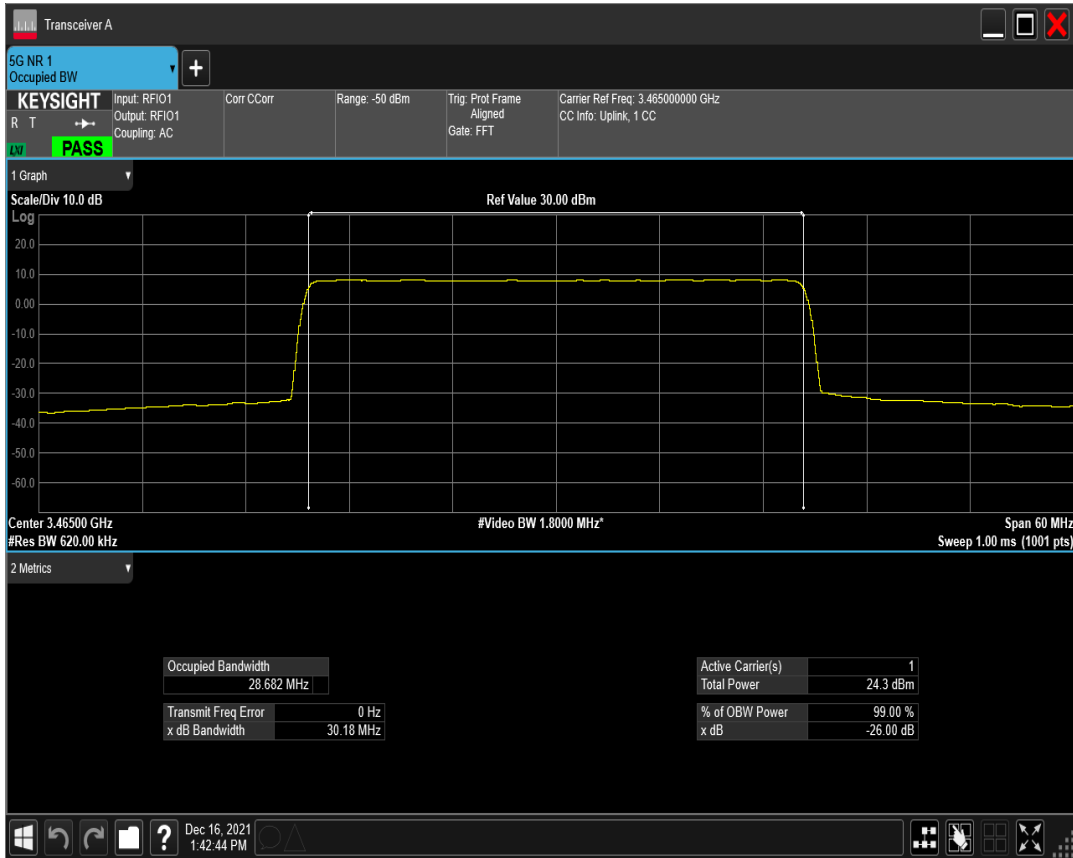 Transceiver A
5G NR 1
Occupied BW
+
KEYSIGHT
R T
LXI
PASS
Input: RFIO1
Output: RFIO1
Coupling: AC
Corr CCorr
Range: -50 dBm
Trig: Prot Frame
Aligned
Gate: FFT
Carrier Ref Freq: 3.465000000 GHz
CC Info: Uplink, 1 CC
1 Graph
Scale/Div 10.0 dB
Ref Value 30.00 dBm
Log
20.0
10.0
0.00
-10.0
-20.0
-30.0
-40.0
-50.0
-60.0
Center 3.46500 GHz
#Video BW 1.8000 MHz*
Span 60 MHz
#Res BW 620.00 kHz
Sweep 1.00 ms (1001 pts)
2 Metrics
Occupied Bandwidth
28.682 MHz
Transmit Freq Error 0 Hz
x dB Bandwidth 30.18 MHz
Active Carrier(s) 1
Total Power 24.3 dBm
% of OBW Power 99.00 %
x dB -26.00 dB
?
Dec 16, 2021
1:42:44 PM